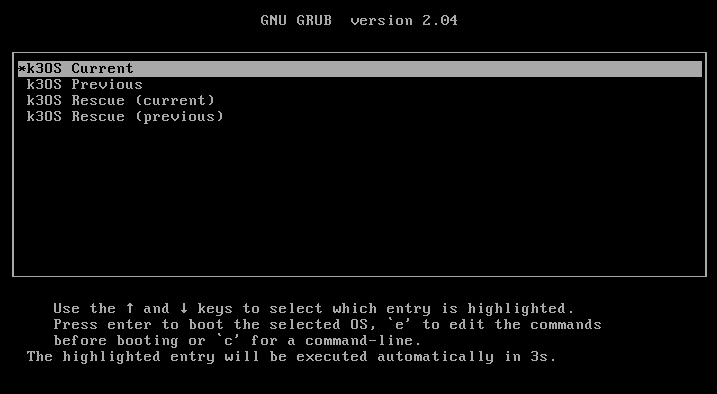 GNU GRUB  version 2.04
*k3OS Current
k3OS Previous
k3OS Rescue (current)
k3OS Rescue (previous)
Use the ↑ and ↓ keys to select which entry is highlighted.
Press enter to boot the selected OS, `e' to edit the commands
before booting or `c' for a command-line.
The highlighted entry will be executed automatically in 3s.